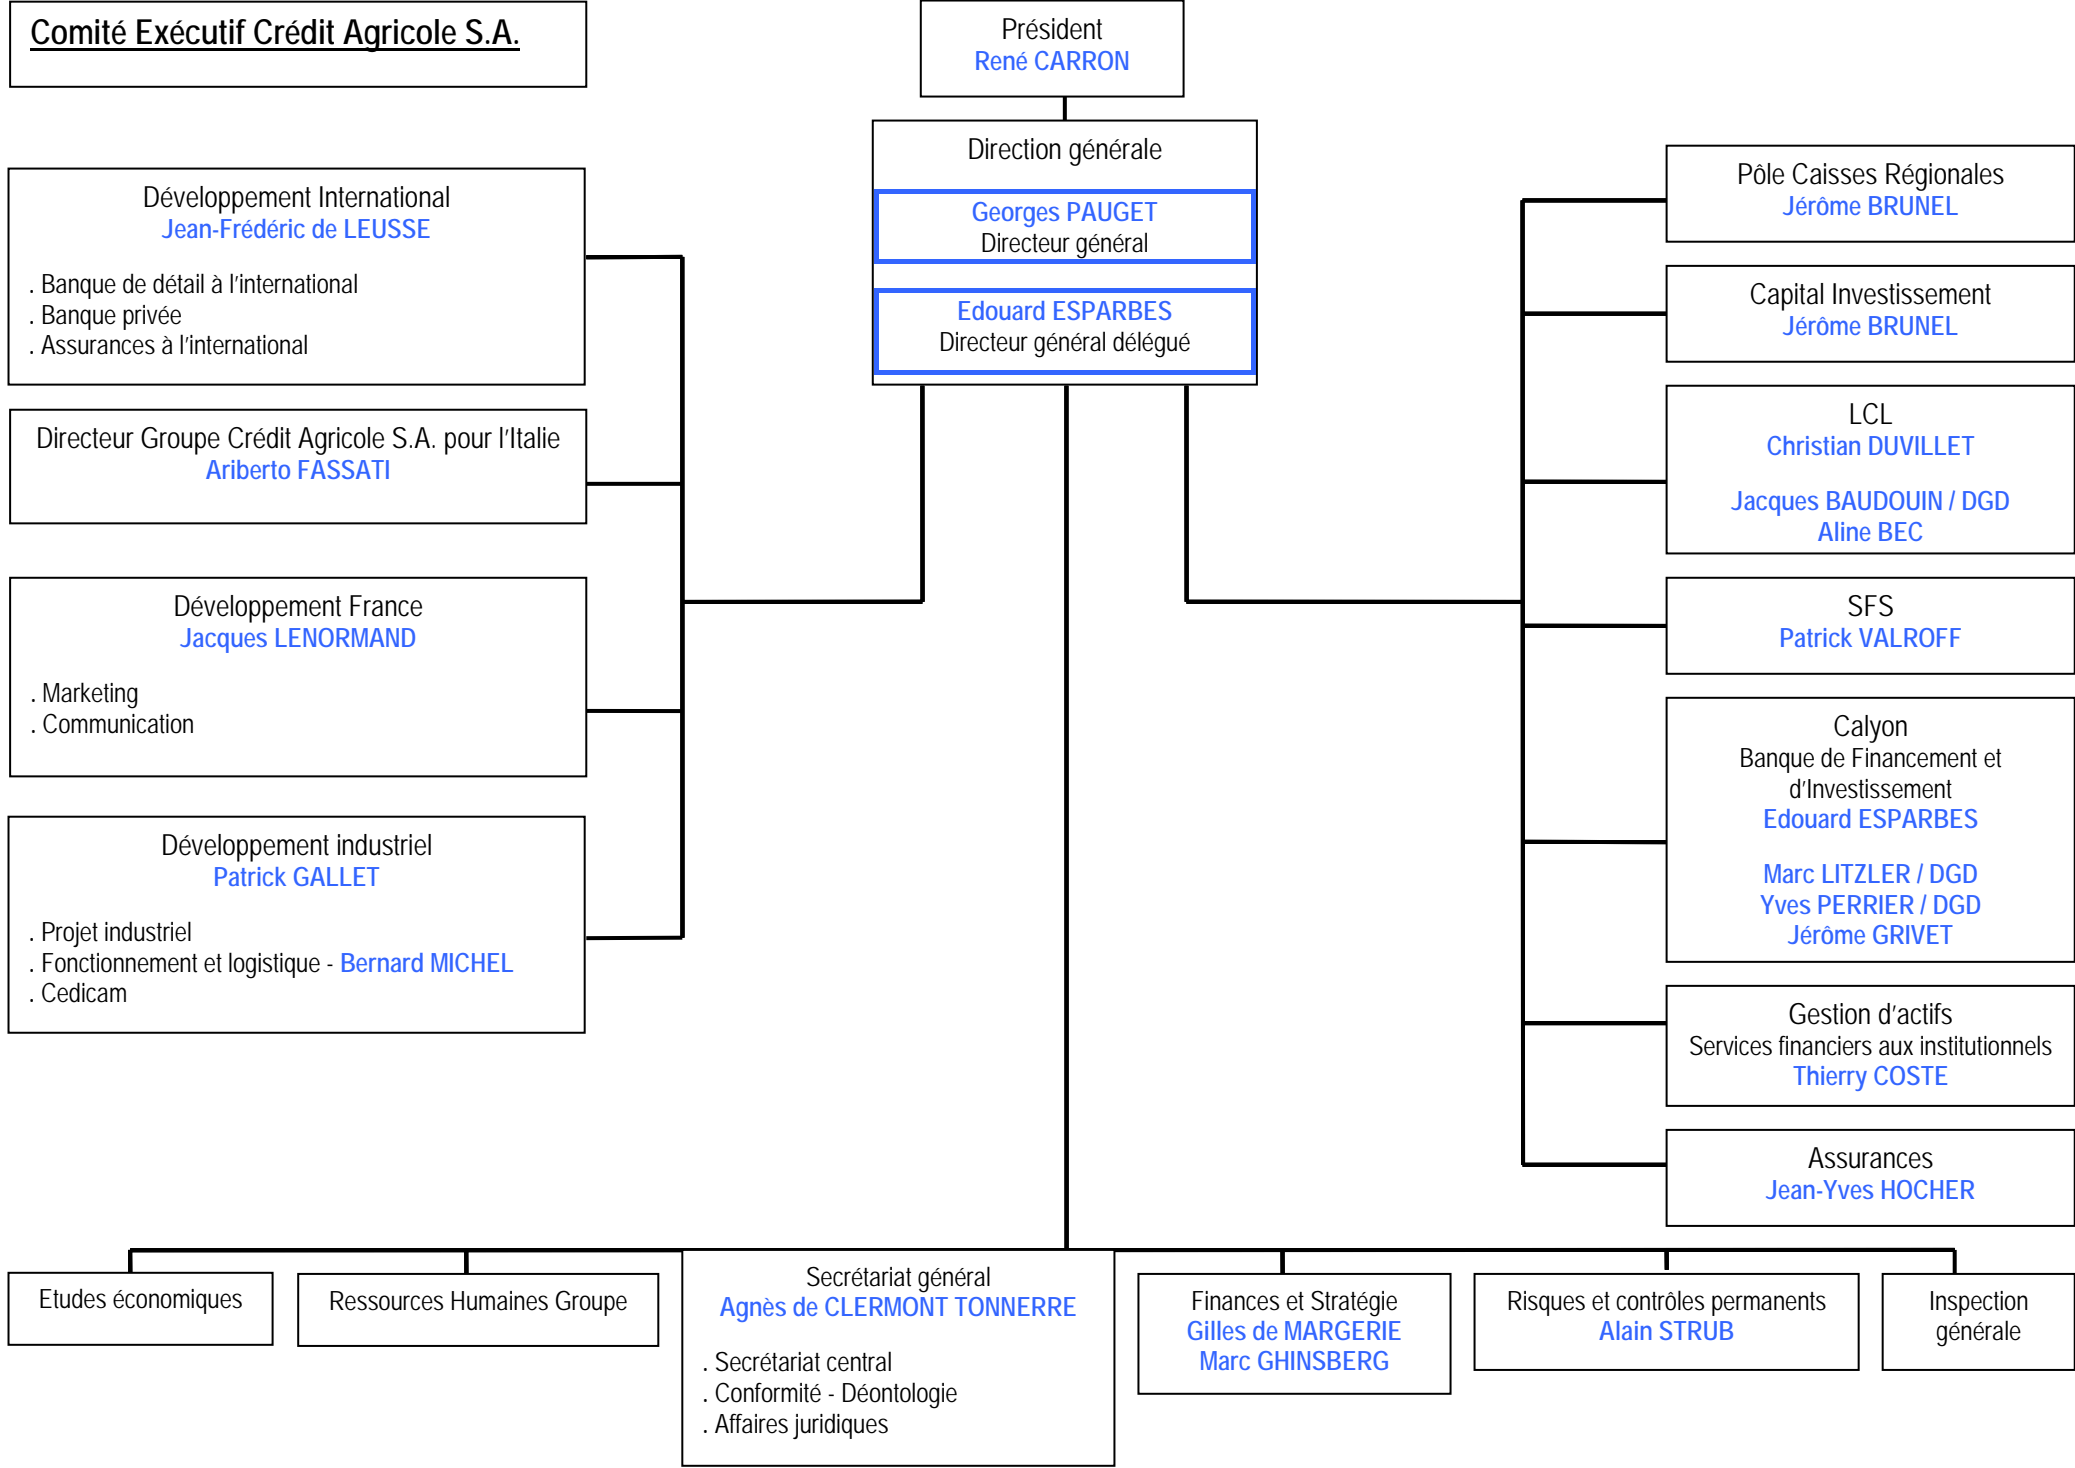 Comité Exécutif Crédit Agricole S.A.
Président
René CARRON
Direction générale
Georges PAUGET
Directeur général
Edouard ESPARBES
Directeur général délégué
Développement International
Jean-Frédéric de LEUSSE
. Banque de détail à l'international
. Banque privée
. Assurances à l'international
Directeur Groupe Crédit Agricole S.A. pour l'Italie
Ariberto FASSATI
Développement France
Jacques LENORMAND
. Marketing
. Communication
Développement industriel
Patrick GALLET
. Projet industriel
. Fonctionnement et logistique - Bernard MICHEL
. Cedicam
Pôle Caisses Régionales
Jérôme BRUNEL
Capital Investissement
Jérôme BRUNEL
LCL
Christian DUVILLET
Jacques BAUDOUIN / DGD
Aline BEC
SFS
Patrick VALROFF
Calyon
Banque de Financement et
d'Investissement
Edouard ESPARBES
Marc LITZLER / DGD
Yves PERRIER / DGD
Jérôme GRIVET
Gestion d'actifs
Services financiers aux institutionnels
Thierry COSTE
Assurances
Jean-Yves HOCHER
Etudes économiques
Ressources Humaines Groupe
Secrétariat général
Agnès de CLERMONT TONNERRE
. Secrétariat central
. Conformité - Déontologie
. Affaires juridiques
Finances et Stratégie
Gilles de MARGERIE
Marc GHINSBERG
Risques et contrôles permanents
Alain STRUB
Inspection
générale